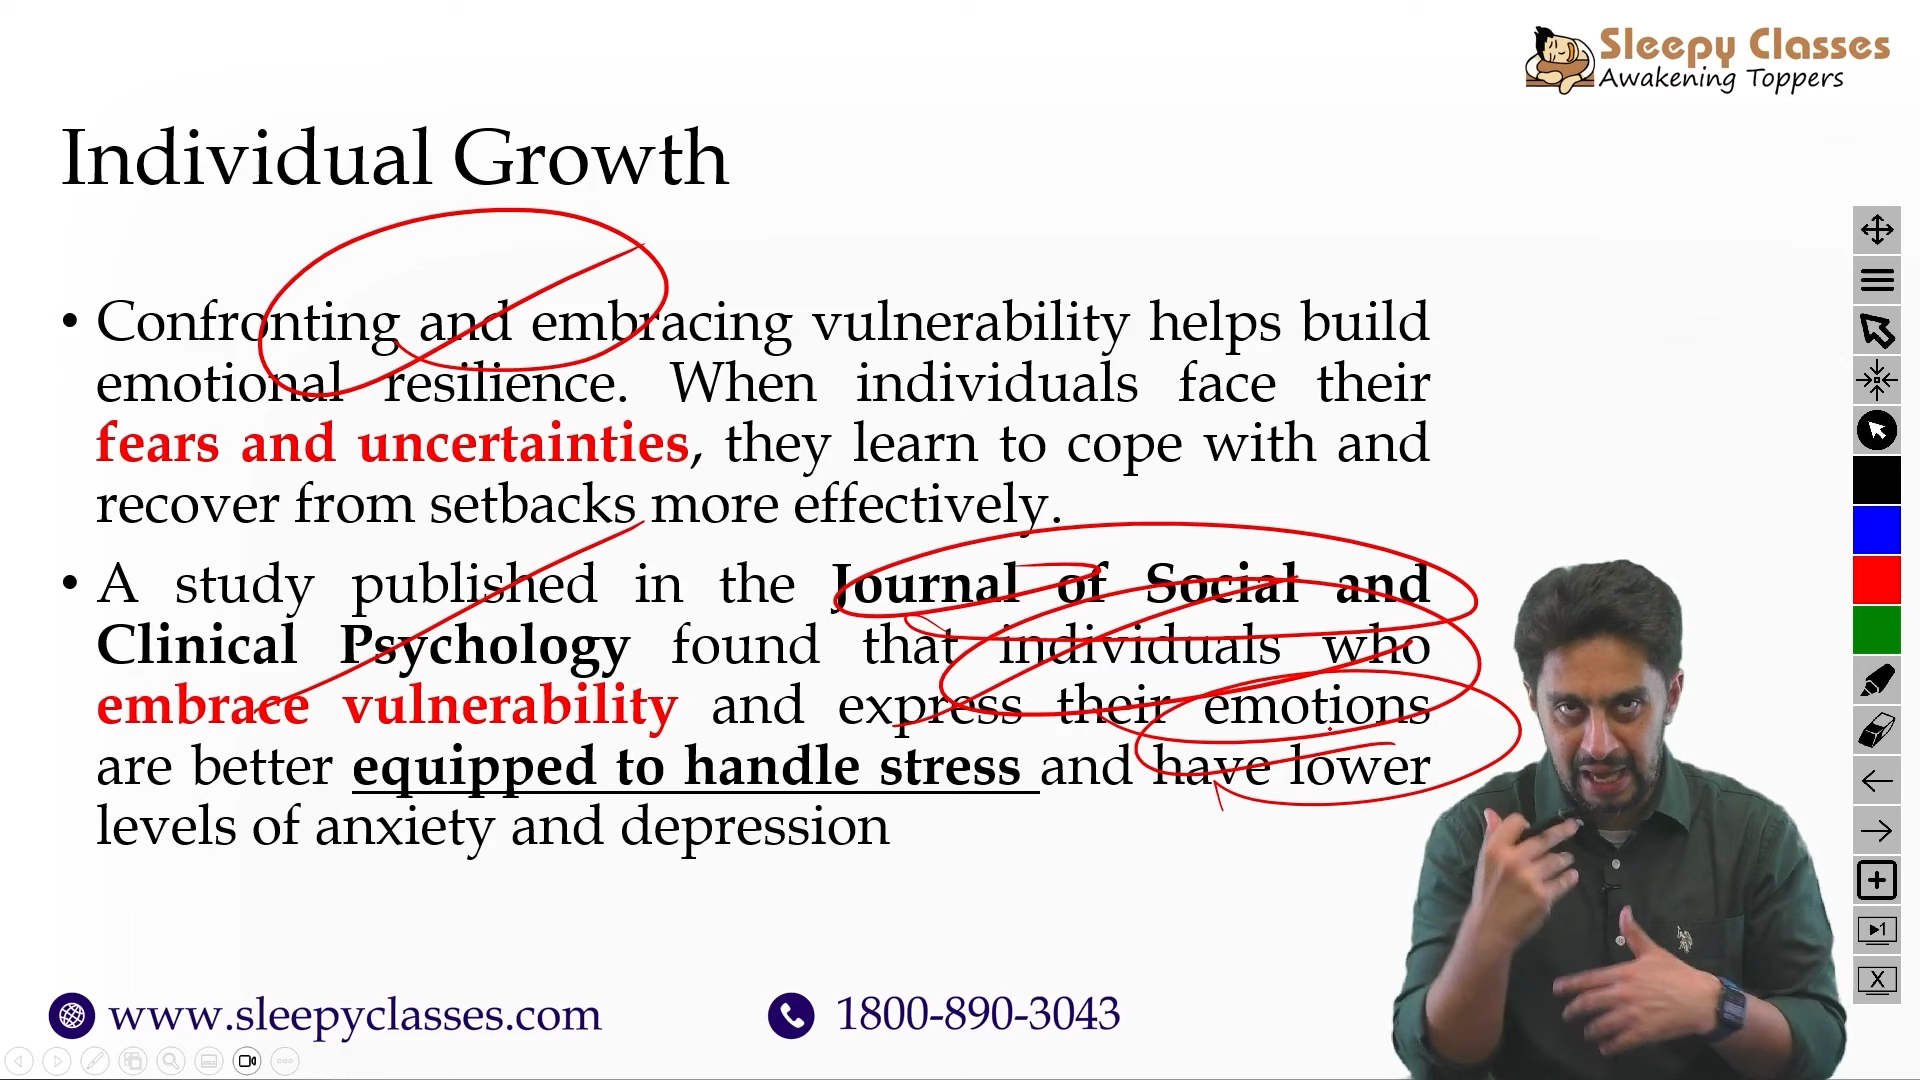 Sleepy Classes
Awakening Toppers
Individual Growth
• Confronting and embracing vulnerability helps build
emotional resilience. When individuals face their
fears and uncertainties, they learn to cope with and
recover from setbacks more effectively.
• A study published in the Journal of Social and
Clinical Psychology found that individuals who
embrace vulnerability and express their emotions
are better equipped to handle stress and have lower
levels of anxiety and depression
www.sleepyclasses.com
1800-890-3043